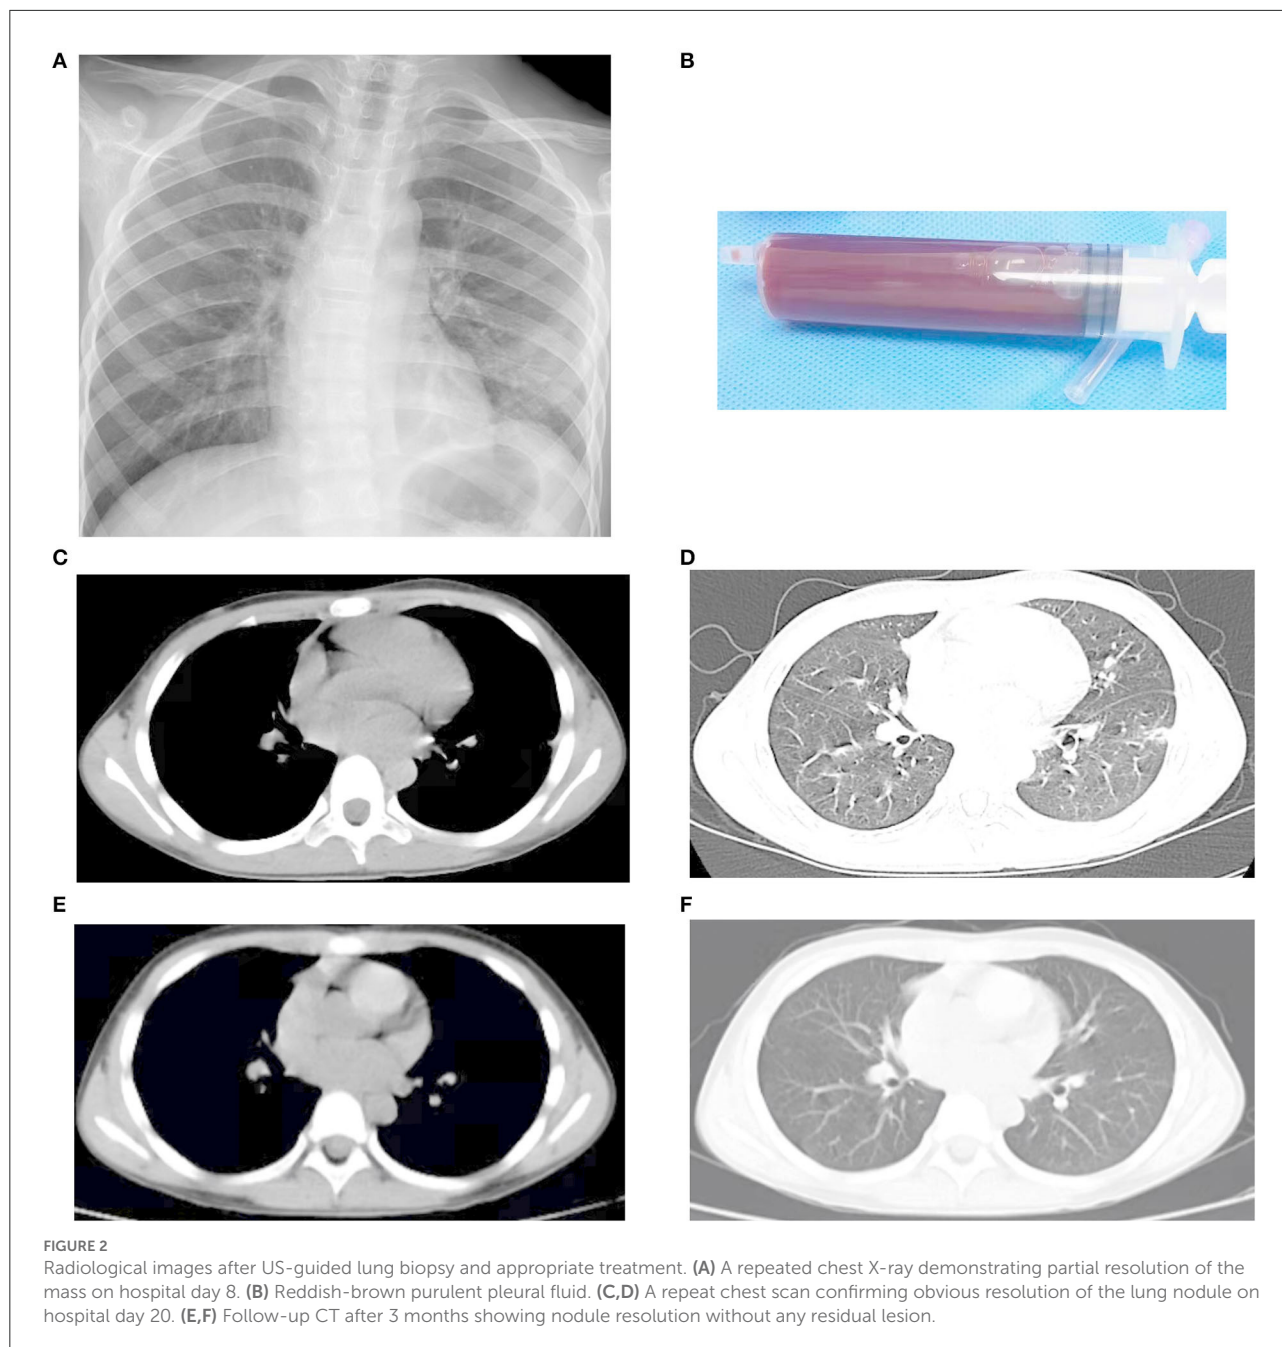 A
B
C
D
E
F
FIGURE 2
Radiological images after US-guided lung biopsy and appropriate treatment. (A) A repeated chest X-ray demonstrating partial resolution of the
mass on hospital day 8. (B) Reddish-brown purulent pleural fluid. (C,D) A repeat chest scan confirming obvious resolution of the lung nodule on
hospital day 20. (E,F) Follow-up CT after 3 months showing nodule resolution without any residual lesion.